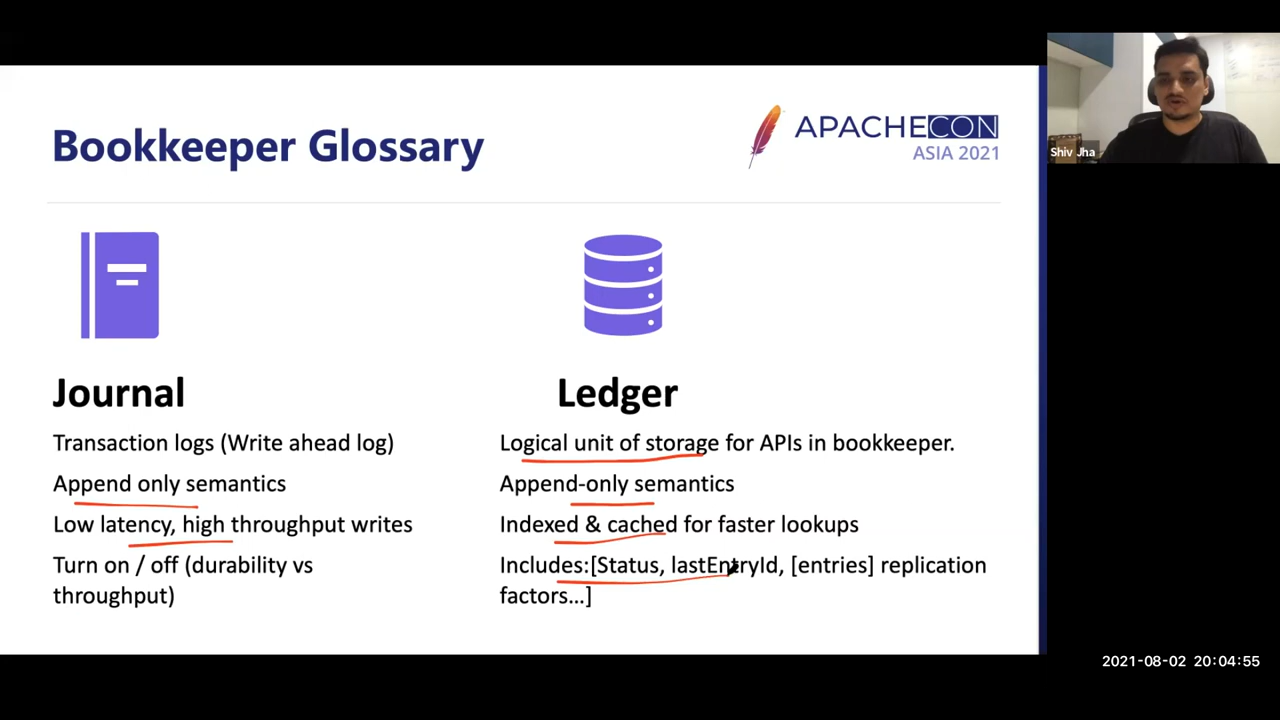 Bookkeeper Glossary
APACHECON
ASIA 2021
Shiv Jha
Journal
Transaction logs (Write ahead log)
Append only semantics
Low latency, high throughput writes
Turn on / off (durability vs
throughput)
Ledger
Logical unit of storage for APIs in bookkeeper.
Append-only semantics
Indexed & cached for faster lookups
Includes:[Status, lastEntryId, [entries] replication
factors...]
2021-08-02 20:04:55